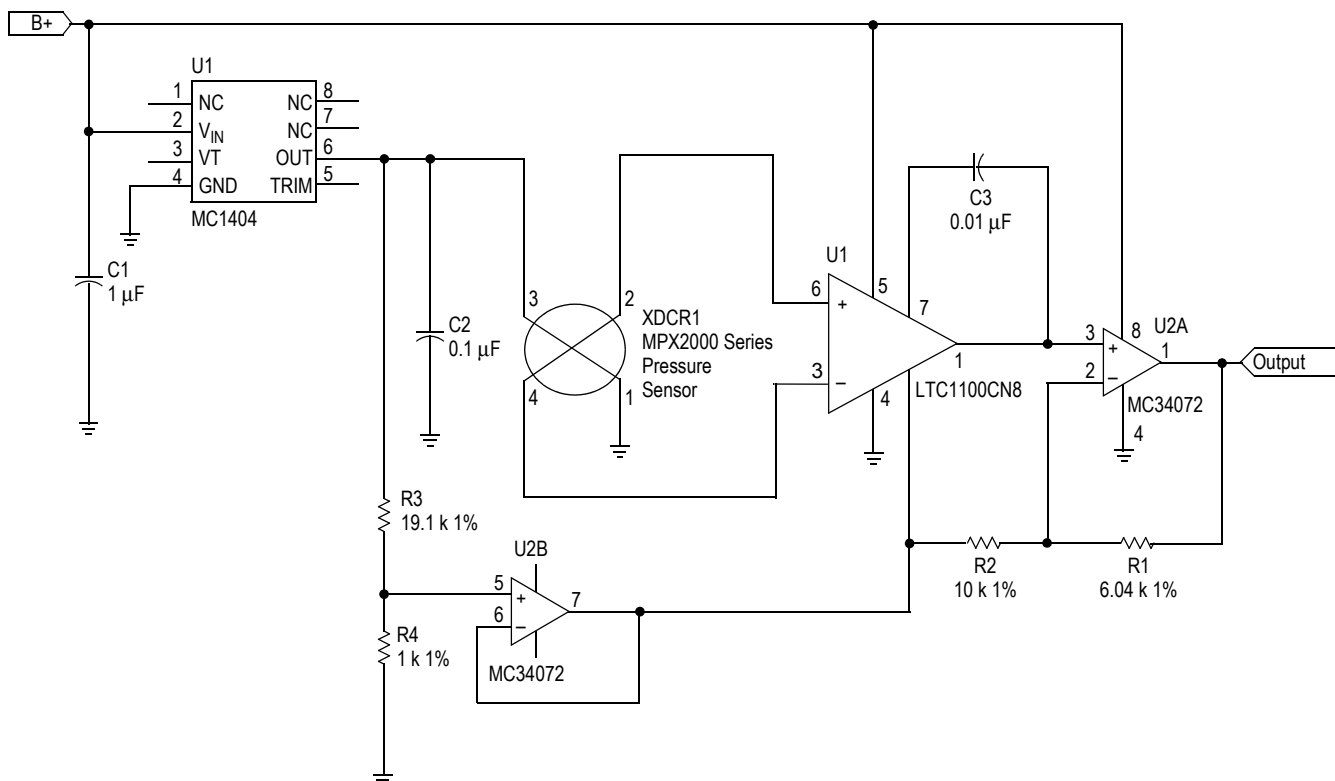 B+
U1
1 NC NC 8
2 VIN NC 7
3 VT OUT 6
4 GND TRIM 5
MC1404
C1
1 µF
C2
0.1 µF
3
2
4
1
XDCR1
MPX2000 Series
Pressure
Sensor
U1
6 +
3 −
5
7
1
4
LTC1100CN8
C3
0.01 µF
U2A
3 +
2 −
8
1
4
MC34072
Output
R3
19.1 k 1%
R4
1 k 1%
U2B
5 +
6 −
7
MC34072
R2
10 k 1%
R1
6.04 k 1%